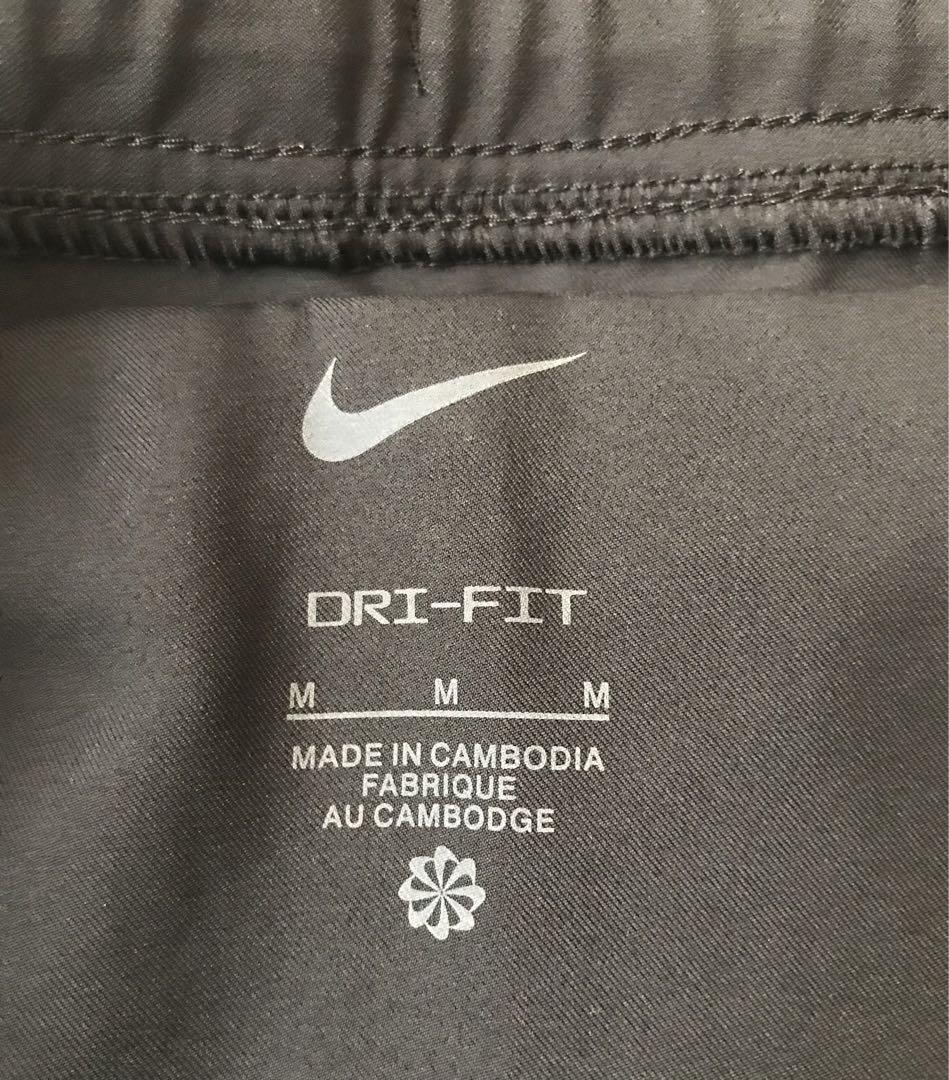 DRI-FIT
M M M
MADE IN CAMBODIA
FABRIQUE
AU CAMBODGE